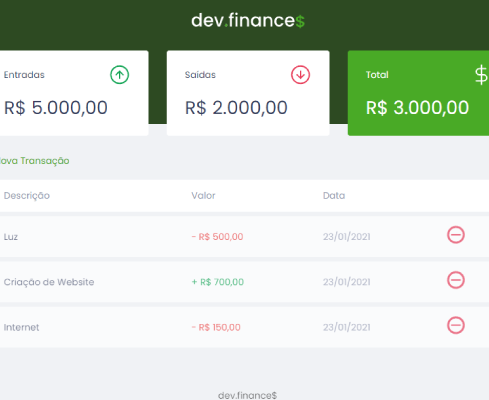 dev.finance$
Entradas
Saídas
Total
$
R$ 5.000,00
R$ 2.000,00
R$ 3.000,00
ova Transação
Descrição
Valor
Data
Luz
- R$ 500,00
23/01/2021
Criação de Website
+ R$ 700,00
23/01/2021
Internet
- R$ 150,00
23/01/2021
dev.finance$